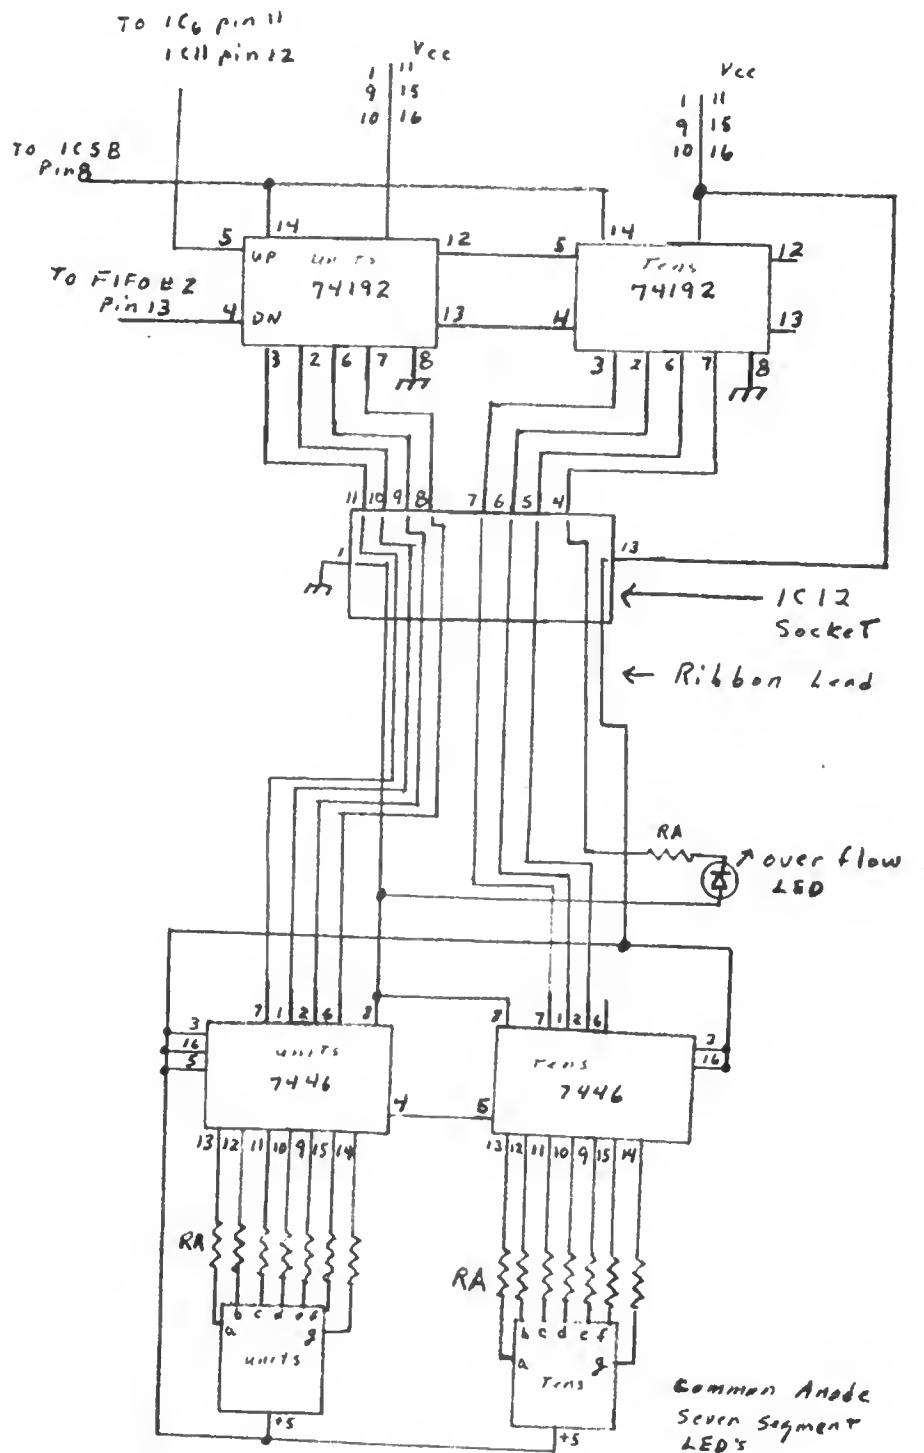 To IC6 pin 11
IC11 pin 12
Vcc
1 11
9 15
10 16
Vcc
1 11
9 15
10 16
To IC5B
Pin 8
14
5
UP
units
12
74192
To FIFO #2
Pin 13
4
DN
13
3 2 6 7 8
14
5
Tens
12
74192
4
13
3 2 6 7 8
11 10 9 8 7 6 5 4
1
13
IC12
Socket
Ribbon Lead
RA
over flow
LED
7 1 2 6 8
3
16
5
units
7446
4
13 12 11 10 9 15 14
8 7 1 2 6
3
16
Tens
7446
5
13 12 11 10 9 15 14
RA
RA
a b c d e f g
units
+5
a b c d e f g
Tens
+5
Common Anode
Seven Segment
LED's